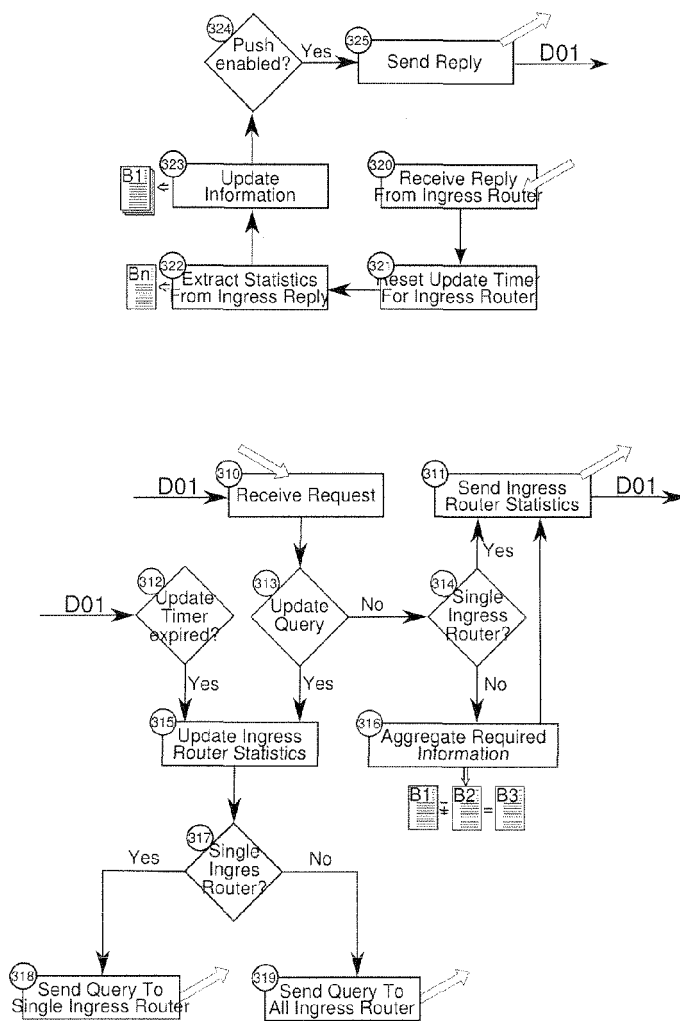 324
Push
enabled?
Yes
325
Send Reply
D01
B1
323
Update
Information
320
Receive Reply
From Ingress Router
Bn
322
Extract Statistics
From Ingress Reply
321
Reset Update Timer
For Ingress Router
D01
310
Receive Request
311
Send Ingress
Router Statistics
D01
Yes
D01
312
Update
Timer
expired?
313
Update
Query
No
314
Single
Ingress
Router?
Yes
Yes
No
315
Update Ingress
Router Statistics
316
Aggregate Required
Information
B1 + B2 = B3
317
Single
Ingres
Router?
Yes
No
318
Send Query To
Single Ingress Router
319
Send Query To
All Ingress Router